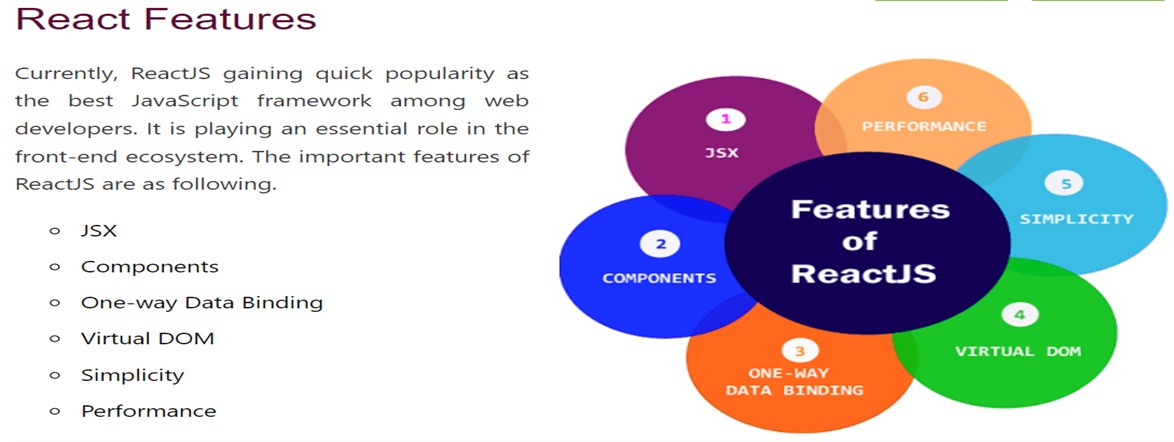 React Features
Currently, ReactJS gaining quick popularity as
the best JavaScript framework among web
developers. It is playing an essential role in the
front-end ecosystem. The important features of
ReactJS are as following.
JSX
Components
One-way Data Binding
Virtual DOM
Simplicity
Performance
1
JSX
2
COMPONENTS
3
ONE-WAY
DATA BINDING
4
VIRTUAL DOM
5
SIMPLICITY
6
PERFORMANCE
Features
of
ReactJS